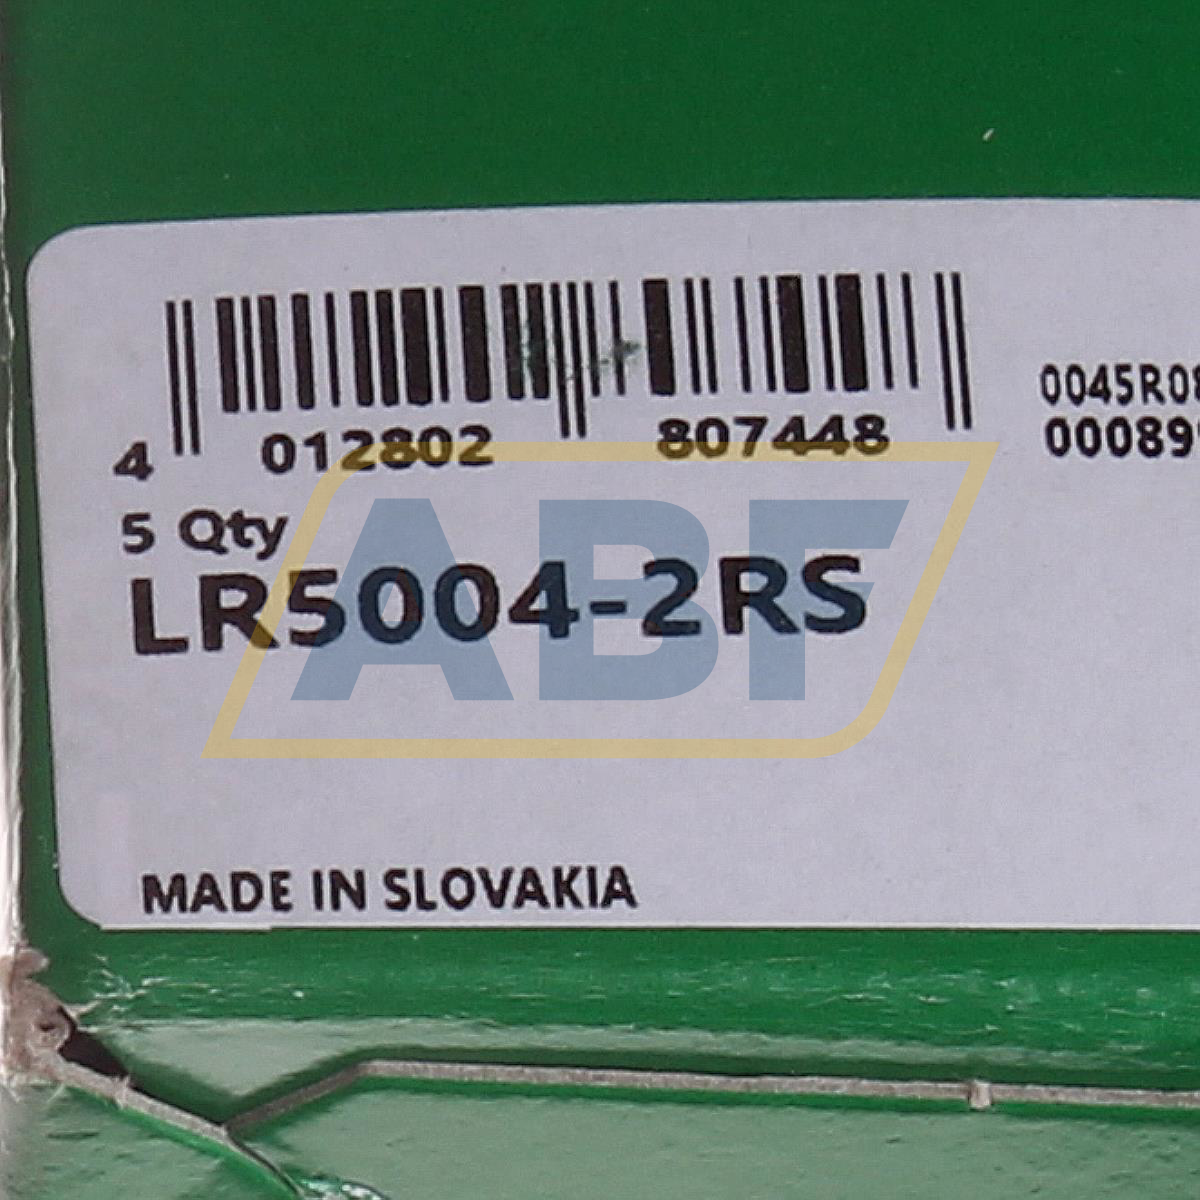 4 012802 807448
0045R08
00089
5 Qty
LR5004-2RS
ABF
MADE IN SLOVAKIA